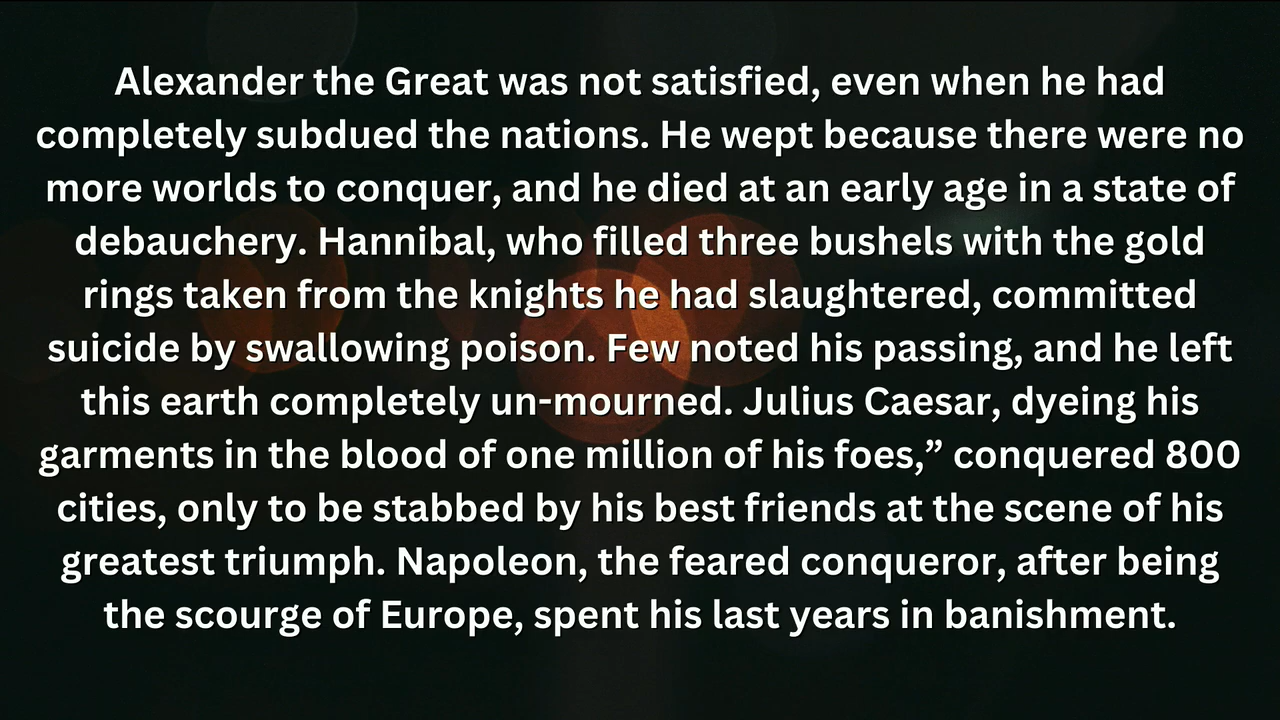 Alexander the Great was not satisfied, even when he had
completely subdued the nations. He wept because there were no
more worlds to conquer, and he died at an early age in a state of
debauchery. Hannibal, who filled three bushels with the gold
rings taken from the knights he had slaughtered, committed
suicide by swallowing poison. Few noted his passing, and he left
this earth completely un-mourned. Julius Caesar, dyeing his
garments in the blood of one million of his foes,” conquered 800
cities, only to be stabbed by his best friends at the scene of his
greatest triumph. Napoleon, the feared conqueror, after being
the scourge of Europe, spent his last years in banishment.